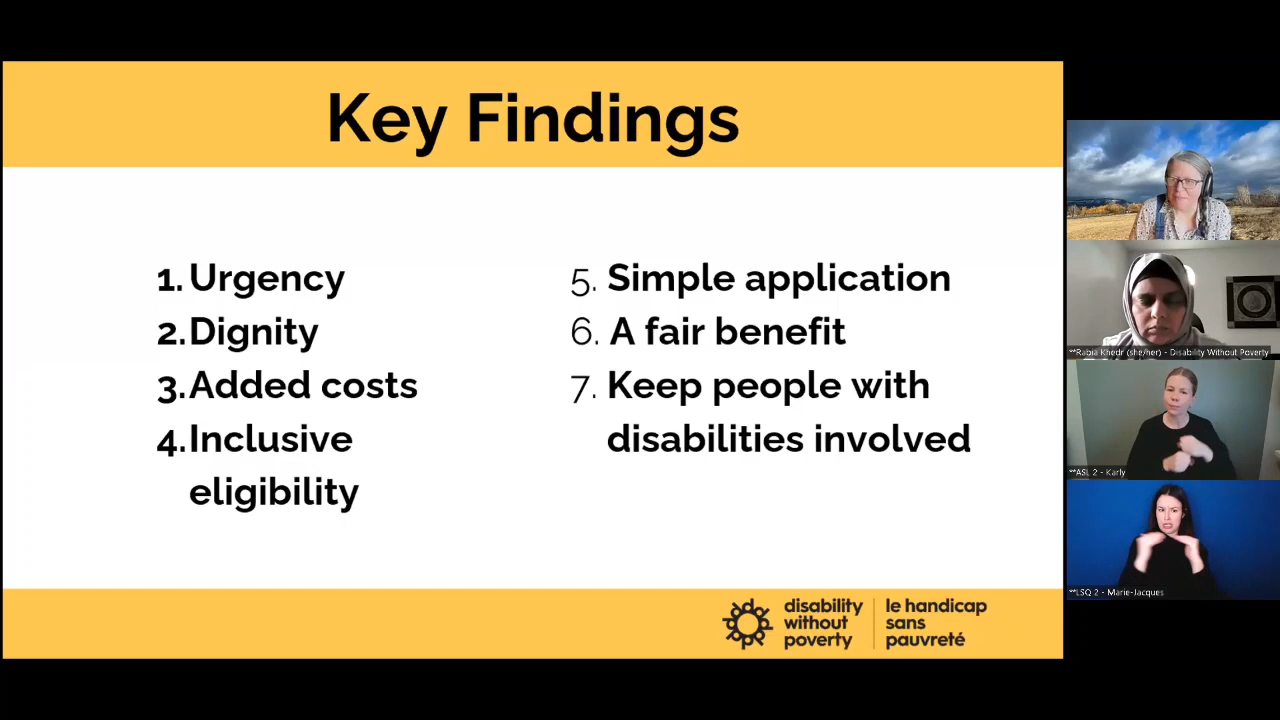 Key Findings
1. Urgency
2. Dignity
3. Added costs
4. Inclusive
eligibility
5. Simple application
6. A fair benefit
7. Keep people with
disabilities involved
disability
without
poverty
le handicap
sans
pauvreté
**Rabia Khedr (she/her) - Disability Without Poverty
**ASL 2 - Karly
**LSQ 2 - Marie-Jacques